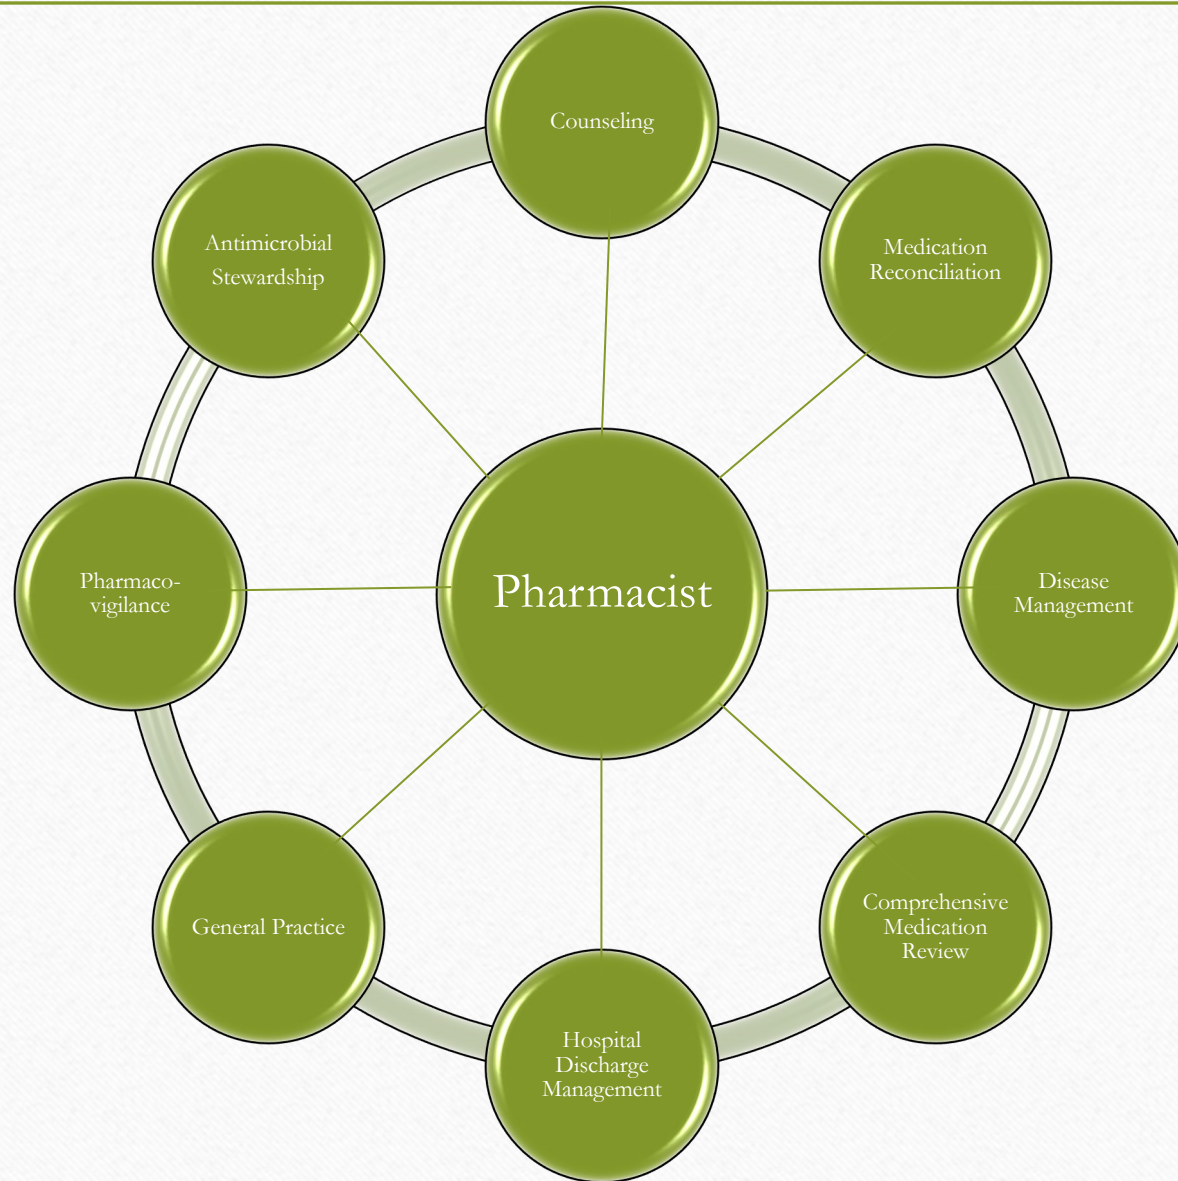 Counseling
Medication
Reconciliation
Disease
Management
Comprehensive
Medication
Review
Hospital
Discharge
Management
General Practice
Pharmaco-
vigilance
Antimicrobial
Stewardship
Pharmacist